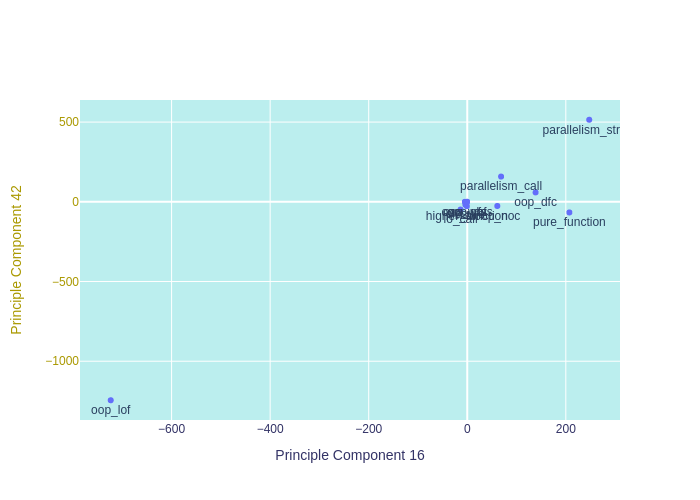 500
0
−500
−1000
−600
−400
−200
0
200
Principle Component 16
Principle Component 42
parallelism_str
parallelism_call
oop_dfc
pure_function
oop_lof